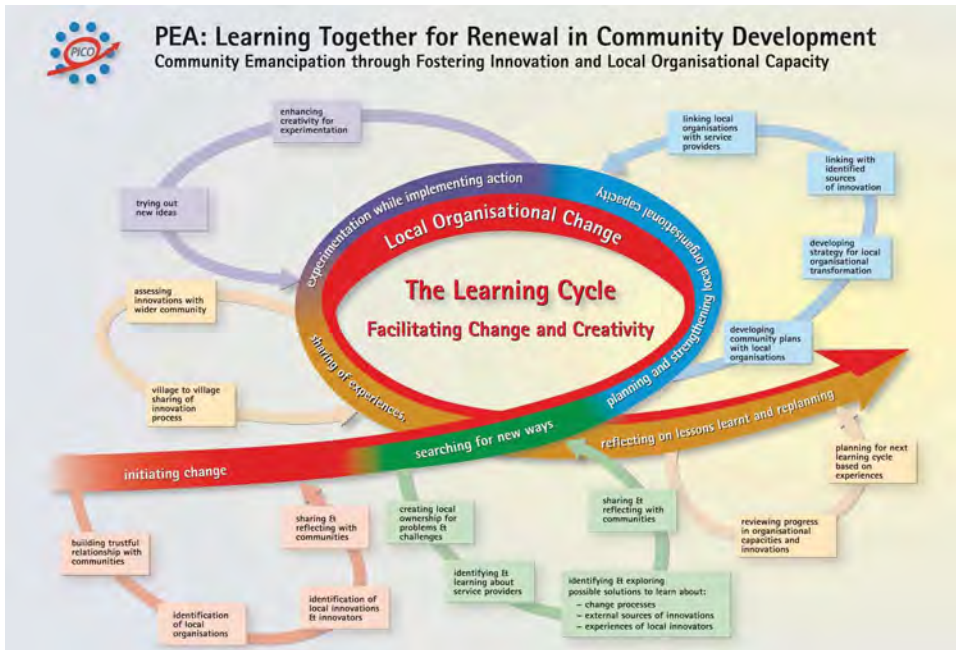 PICO
PEA: Learning Together for Renewal in Community Development
Community Emancipation through Fostering Innovation and Local Organisational Capacity
enhancing
creativity for
experimentation
trying out
new ideas
linking local
organisations
with service
providers
linking with
identified
sources
of innovation
developing
strategy for local
organisational
transformation
developing
community plans
with local
organisations
experimentation while implementing action
planning and strengthening local organisational capacity
Local Organisational Change
The Learning Cycle
Facilitating Change and Creativity
assessing
innovations with
wider community
village to village
sharing of
innovation
process
sharing of experiences,
initiating change
searching for new ways
reflecting on lessons learnt and replanning
building trustful
relationship with
communities
identification
of local
organisations
identification of
local innovations
& innovators
sharing &
reflecting with
communities
creating local
ownership for
problems &
challenges
identifying &
learning about
service providers
identifying & exploring
possible solutions to learn about:
– change processes
– external sources of innovations
– experiences of local innovators
sharing &
reflecting with
communities
reviewing progress
in organisational
capacities and
innovations
planning for next
learning cycle
based on
experiences